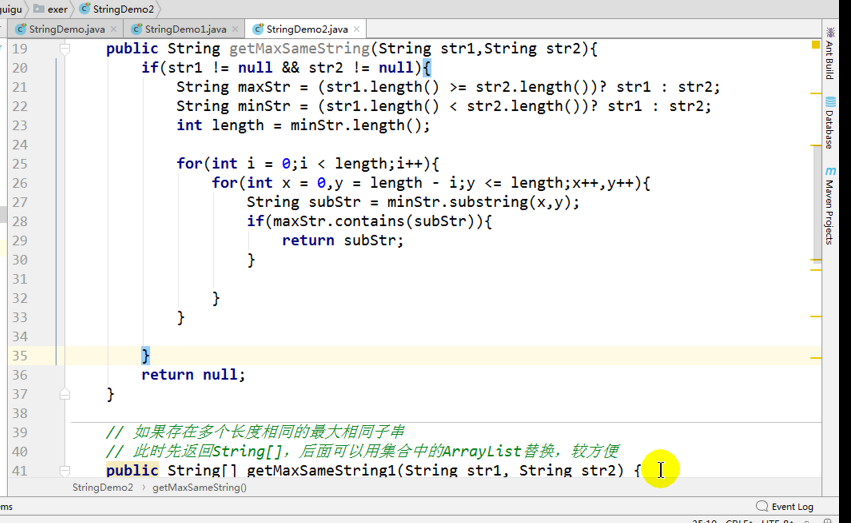 uigu exer StringDemo2
StringDemo.java StringDemo1.java StringDemo2.java
19 public String getMaxSameString(String str1,String str2){
20 if(str1 != null && str2 != null){
21 String maxStr = (str1.length() >= str2.length())? str1 : str2;
22 String minStr = (str1.length() < str2.length())? str1 : str2;
23 int length = minStr.length();
24
25 for(int i = 0;i < length;i++){
26 for(int x = 0,y = length - i;y <= length;x++,y++){
27 String subStr = minStr.substring(x,y);
28 if(maxStr.contains(subStr)){
29 return subStr;
30 }
31
32 }
33 }
34
35 }
36 return null;
37 }
38
39 // 如果存在多个长度相同的最大相同子串
40 // 此时先返回String[]，后面可以用集合中的ArrayList替换，较方便
41 public String[] getMaxSameString1(String str1, String str2) {
StringDemo2 getMaxSameString()
Event Log
Ant Build
Database
m Maven Projects